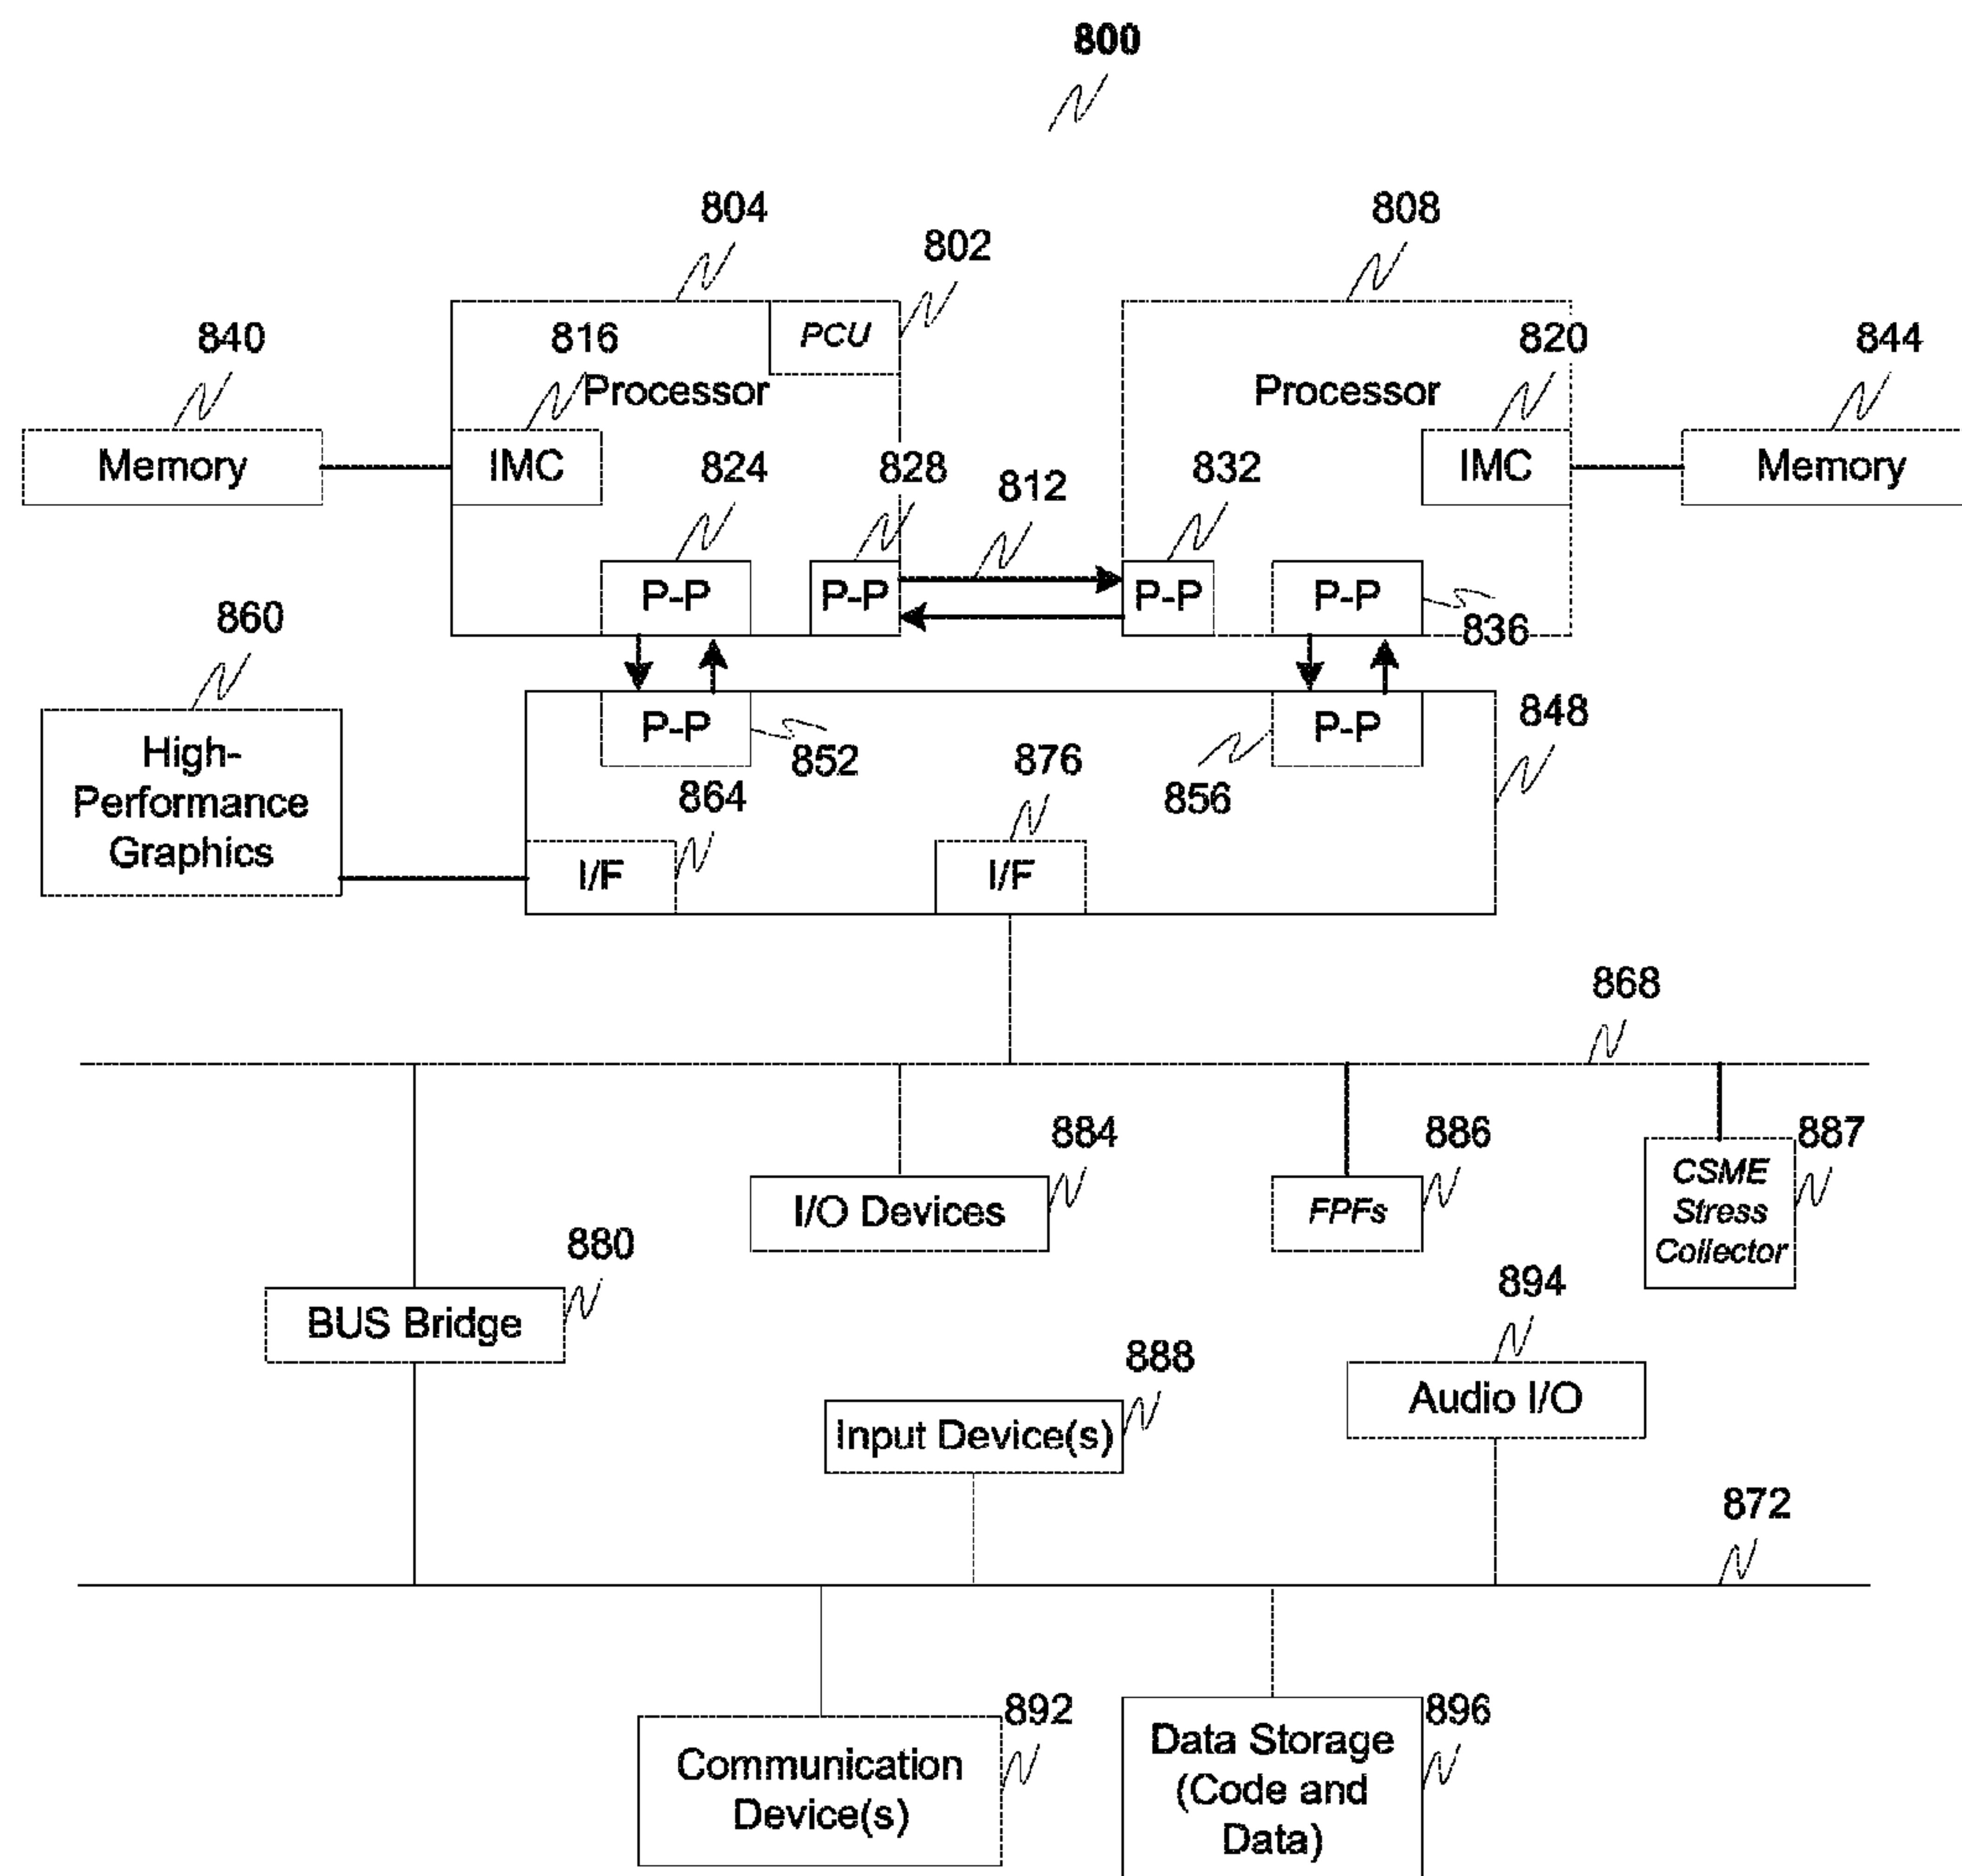 800
804
802
808
PCU
840
816
820
844
Processor
Processor
Memory
IMC
824
828
812
832
IMC
Memory
P-P
P-P
P-P
P-P
836
860
High-
Performance
Graphics
P-P
852
864
876
856
P-P
848
I/F
I/F
868
884
886
887
I/O Devices
FPFs
CSME
Stress
Collector
880
BUS Bridge
894
888
Audio I/O
Input Device(s)
872
892
896
Communication
Device(s)
Data Storage
(Code and
Data)